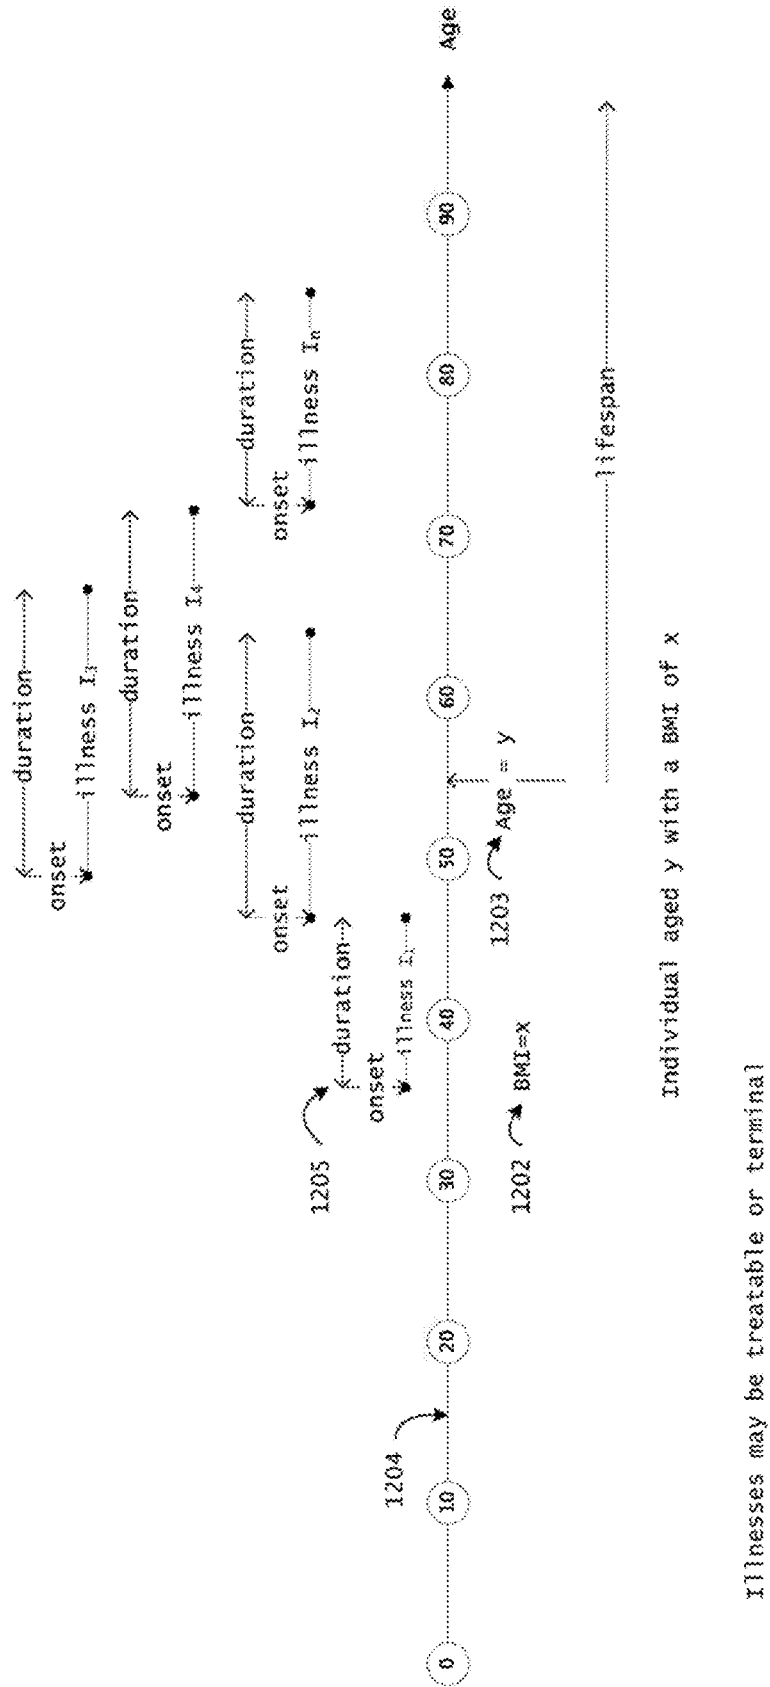 duration
onset
illness I₃
duration
onset
illness I₄
duration
onset
illness I₂
duration
onset
illness Iₙ
1205
duration
onset
illness I₁
1204
0
10
20
30
40
50
60
70
80
90
Age
1202
BMI=x
1203
Age = y
lifespan
Individual aged y with a BMI of x
Illnesses may be treatable or terminal